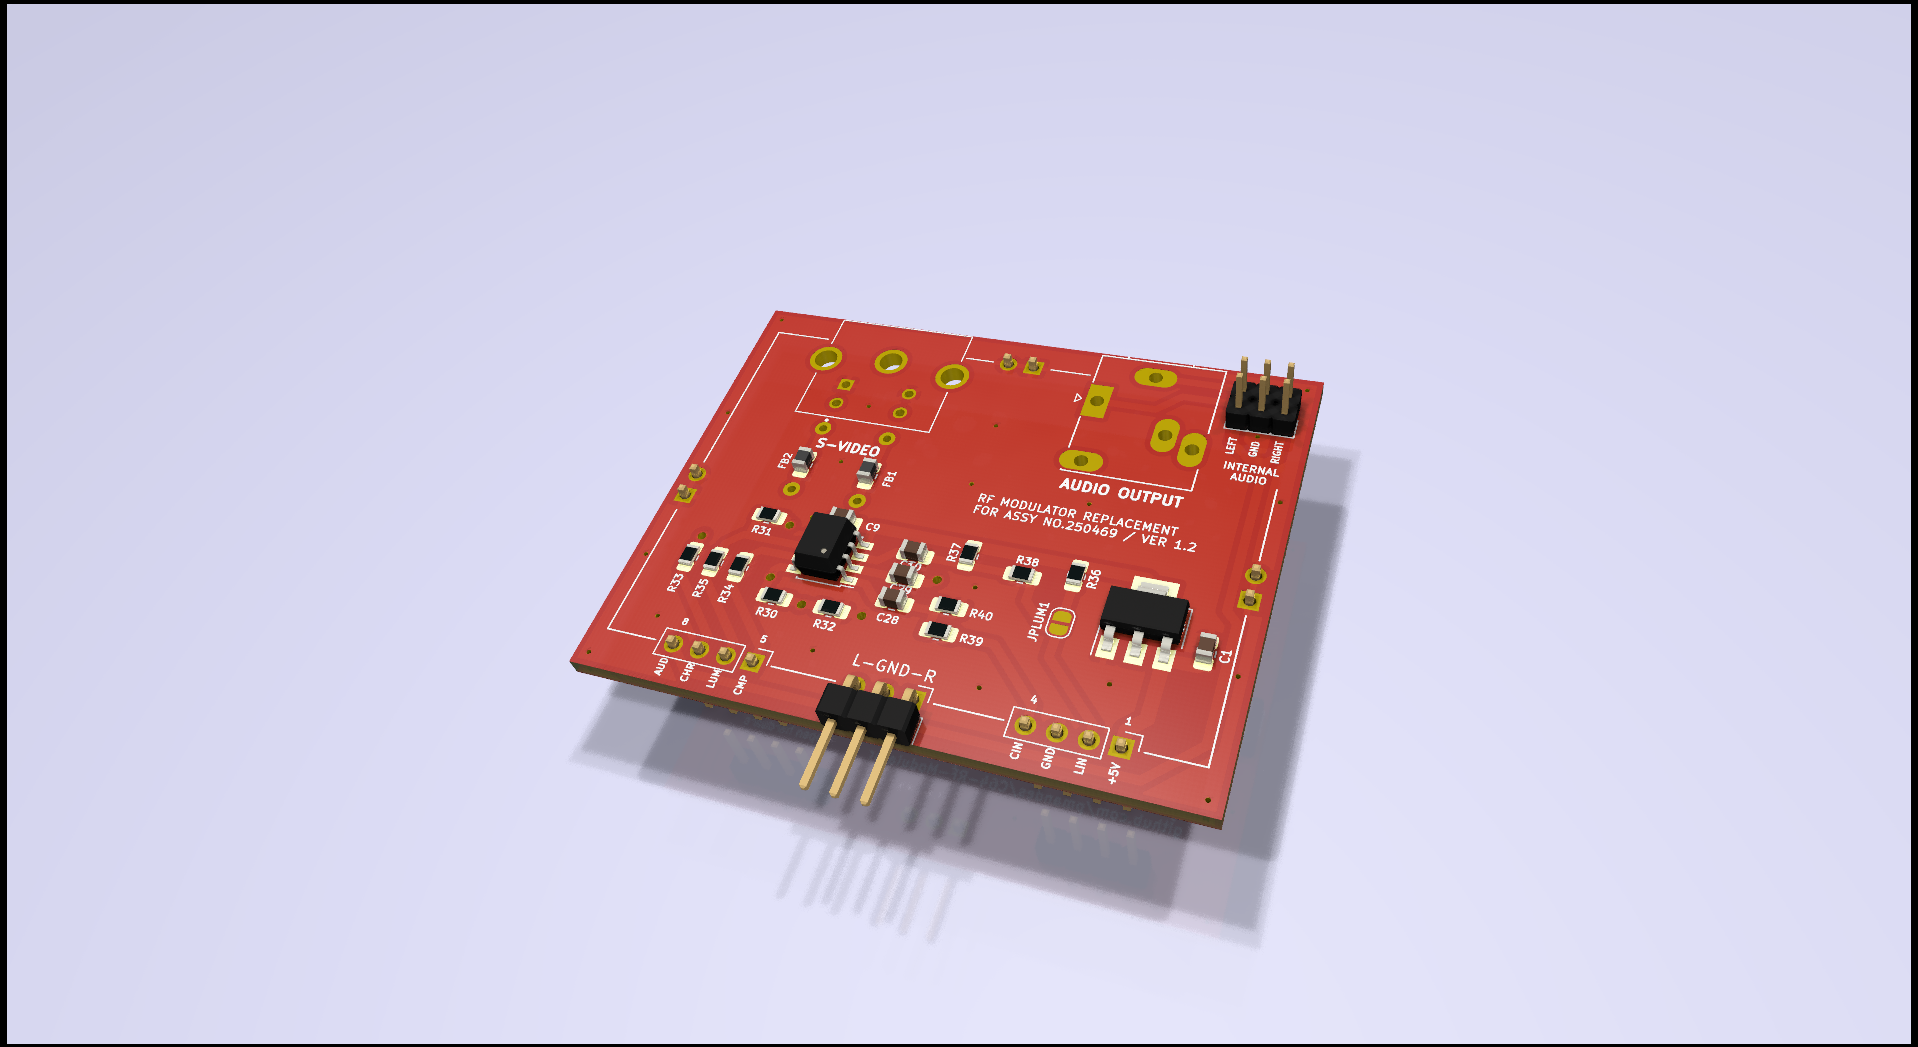 S-VIDEO
FB2
FB1
LEFT
GND
RIGHT
INTERNAL
AUDIO
AUDIO OUTPUT
RF MODULATOR REPLACEMENT
FOR ASSY NO.250469 / VER 1.2
R31
C9
R37
R38
R36
R33
R35
R34
R30
R32
C28
R40
R39
JPLUM1
C1
8
5
AUD
CHR
LUM
CMP
L-GND-R
4
1
CIN
GND
LIN
+5V